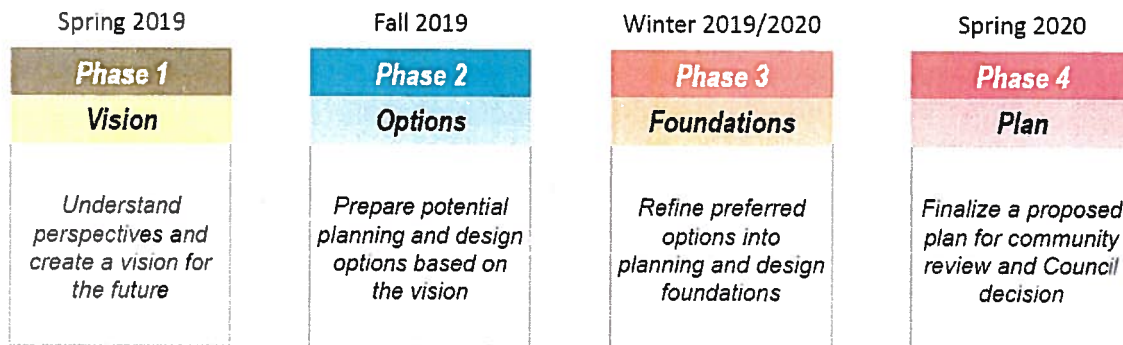 Spring 2019
Phase 1
Vision
Understand
perspectives and
create a vision for
the future
Fall 2019
Phase 2
Options
Prepare potential
planning and design
options based on
the vision
Winter 2019/2020
Phase 3
Foundations
Refine preferred
options into
planning and design
foundations
Spring 2020
Phase 4
Plan
Finalize a proposed
plan for community
review and Council
decision